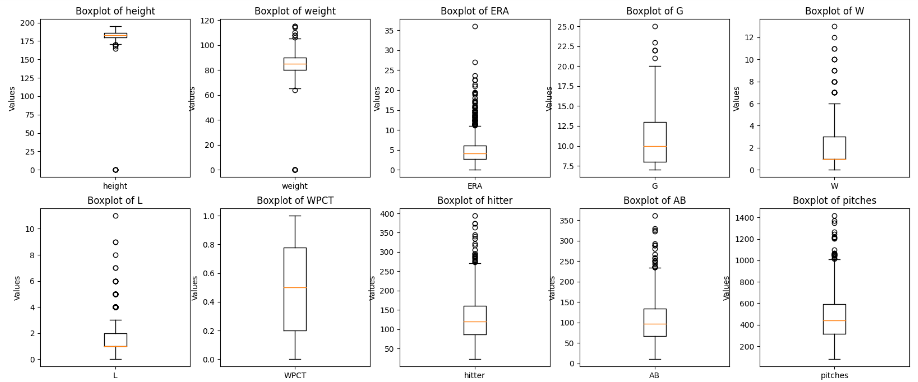 Boxplot of height
Values
200
175
150
125
100
75
50
25
0
height
Boxplot of weight
Values
120
100
80
60
40
20
0
weight
Boxplot of ERA
Values
35
30
25
20
15
10
5
0
ERA
Boxplot of G
Values
25.0
22.5
20.0
17.5
15.0
12.5
10.0
7.5
G
Boxplot of W
Values
12
10
8
6
4
2
0
W
Boxplot of L
Values
10
8
6
4
2
0
L
Boxplot of WPCT
Values
1.0
0.8
0.6
0.4
0.2
0.0
WPCT
Boxplot of hitter
Values
400
350
300
250
200
150
100
50
hitter
Boxplot of AB
Values
350
300
250
200
150
100
50
0
AB
Boxplot of pitches
Values
1400
1200
1000
800
600
400
200
pitches